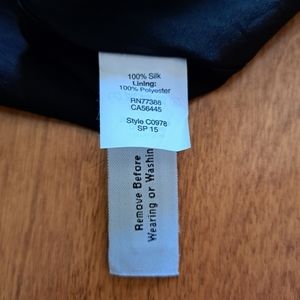 100% Silk
Lining:
100% Polyester
RN77388
CA56445
Style C0978
SP 15
Remove Before
Wearing or Washin